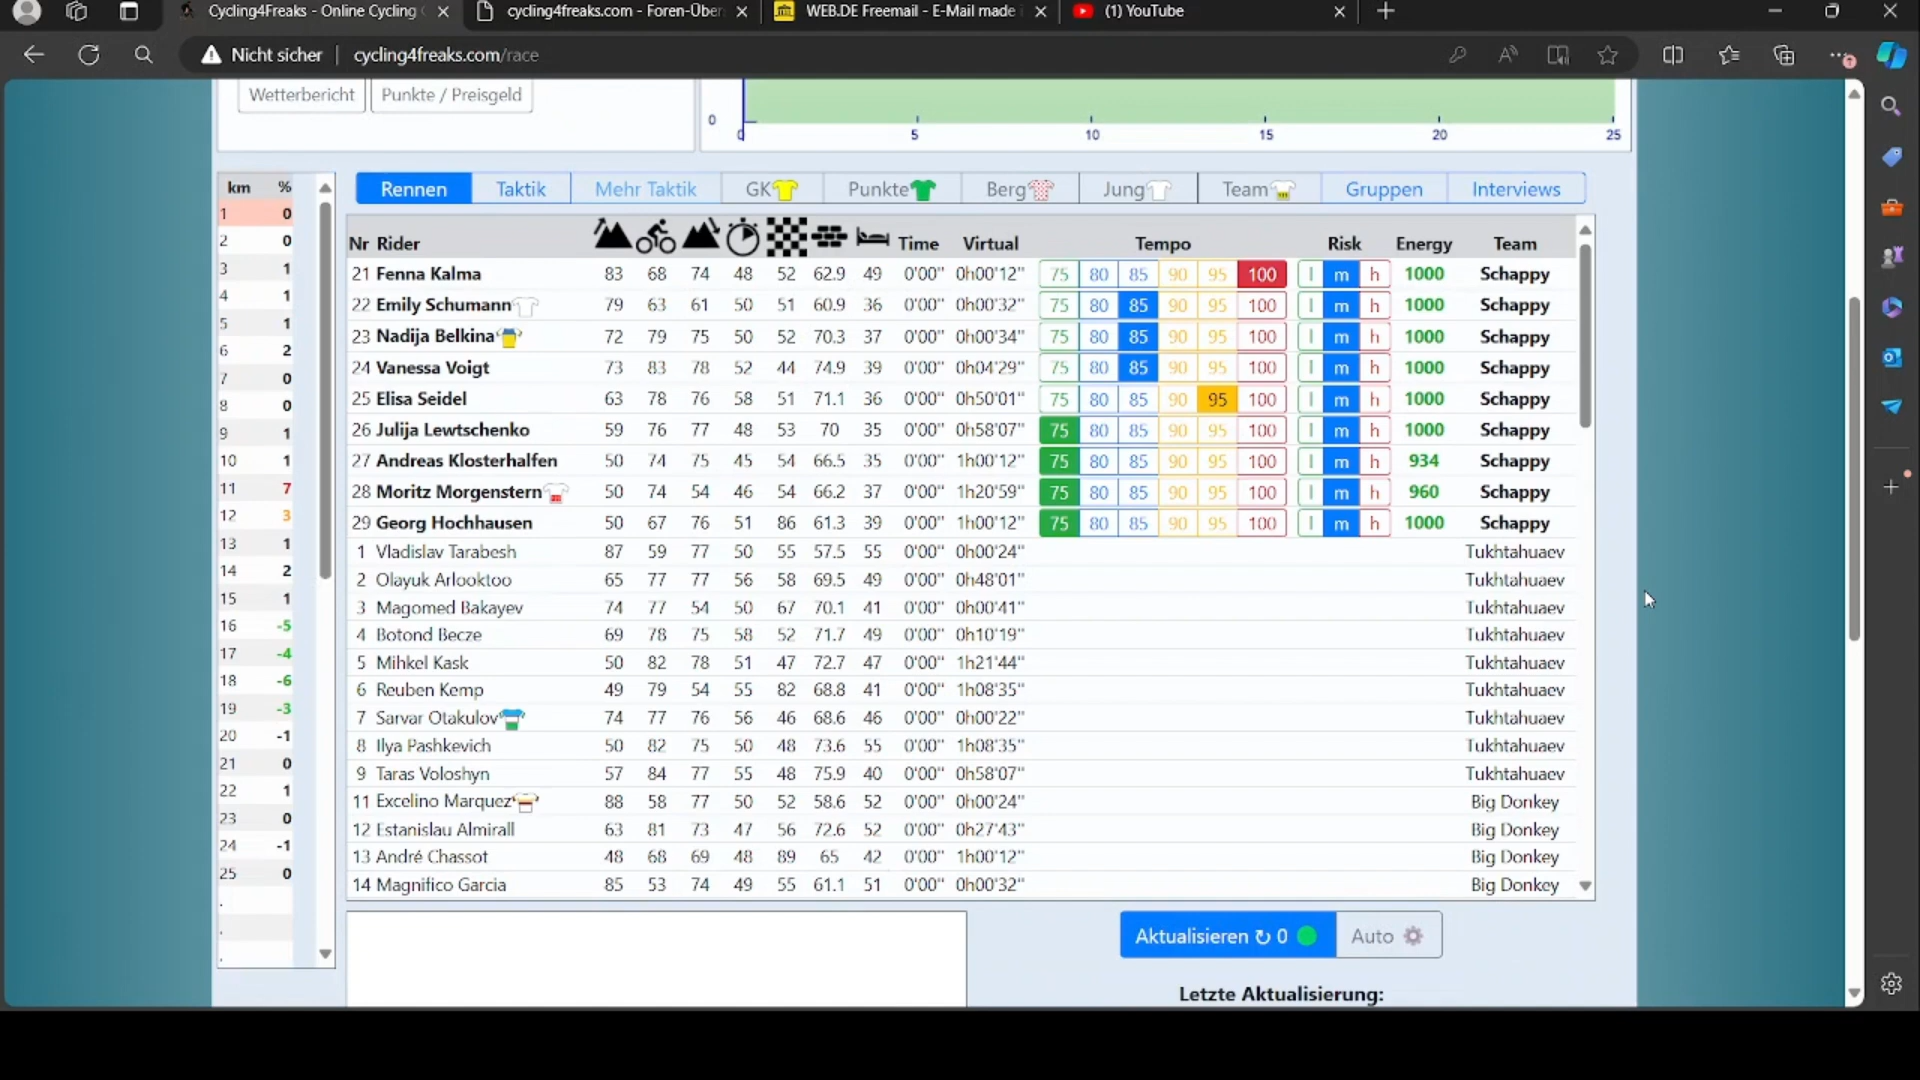 Cycling4Freaks - Online Cycling
cycling4freaks.com - Foren-Über
WEB.DE Freemail - E-Mail made
(1) YouTube
Nicht sicher cycling4freaks.com/race
Wetterbericht Punkte / Preisgeld
0
0 5 10 15 20 25
km %
1 0
2 0
3 1
4 1
5 1
6 2
7 0
8 0
9 1
10 1
11 7
12 3
13 1
14 2
15 1
16 -5
17 -4
18 -6
19 -3
20 -1
21 0
22 1
23 0
24 -1
25 0
.
.
.
Rennen Taktik Mehr Taktik GK Punkte Berg Jung Team Gruppen Interviews
Nr Rider Time Virtual Tempo Risk Energy Team
21 Fenna Kalma 83 68 74 48 52 62.9 49 0'00" 0h00'12" 75 80 85 90 95 100 l m h 1000 Schappy
22 Emily Schumann 79 63 61 50 51 60.9 36 0'00" 0h00'32" 75 80 85 90 95 100 l m h 1000 Schappy
23 Nadija Belkina 72 79 75 50 52 70.3 37 0'00" 0h00'34" 75 80 85 90 95 100 l m h 1000 Schappy
24 Vanessa Voigt 73 83 78 52 44 74.9 39 0'00" 0h04'29" 75 80 85 90 95 100 l m h 1000 Schappy
25 Elisa Seidel 63 78 76 58 51 71.1 36 0'00" 0h50'01" 75 80 85 90 95 100 l m h 1000 Schappy
26 Julija Lewtschenko 59 76 77 48 53 70 35 0'00" 0h58'07" 75 80 85 90 95 100 l m h 1000 Schappy
27 Andreas Klosterhalfen 50 74 75 45 54 66.5 35 0'00" 1h00'12" 75 80 85 90 95 100 l m h 934 Schappy
28 Moritz Morgenstern 50 74 54 46 54 66.2 37 0'00" 1h20'59" 75 80 85 90 95 100 l m h 960 Schappy
29 Georg Hochhausen 50 67 76 51 86 61.3 39 0'00" 1h00'12" 75 80 85 90 95 100 l m h 1000 Schappy
1 Vladislav Tarabesh 87 59 77 50 55 57.5 55 0'00" 0h00'24" Tukhtahuaev
2 Olayuk Arlooktoo 65 77 77 56 58 69.5 49 0'00" 0h48'01" Tukhtahuaev
3 Magomed Bakayev 74 77 54 50 67 70.1 41 0'00" 0h00'41" Tukhtahuaev
4 Botond Becze 69 78 75 58 52 71.7 49 0'00" 0h10'19" Tukhtahuaev
5 Mihkel Kask 50 82 78 51 47 72.7 47 0'00" 1h21'44" Tukhtahuaev
6 Reuben Kemp 49 79 54 55 82 68.8 41 0'00" 1h08'35" Tukhtahuaev
7 Sarvar Otakulov 74 77 76 56 46 68.6 46 0'00" 0h00'22" Tukhtahuaev
8 Ilya Pashkevich 50 82 75 50 48 73.6 55 0'00" 1h08'35" Tukhtahuaev
9 Taras Voloshyn 57 84 77 55 48 75.9 40 0'00" 0h58'07" Tukhtahuaev
11 Excelino Marquez 88 58 77 50 52 58.6 52 0'00" 0h00'24" Big Donkey
12 Estanislau Almirall 63 81 73 47 56 72.6 52 0'00" 0h27'43" Big Donkey
13 André Chassot 48 68 69 48 89 65 42 0'00" 1h00'12" Big Donkey
14 Magnifico Garcia 85 53 74 49 55 61.1 51 0'00" 0h00'32" Big Donkey
Aktualisieren ↻ 0 Auto
Letzte Aktualisierung: